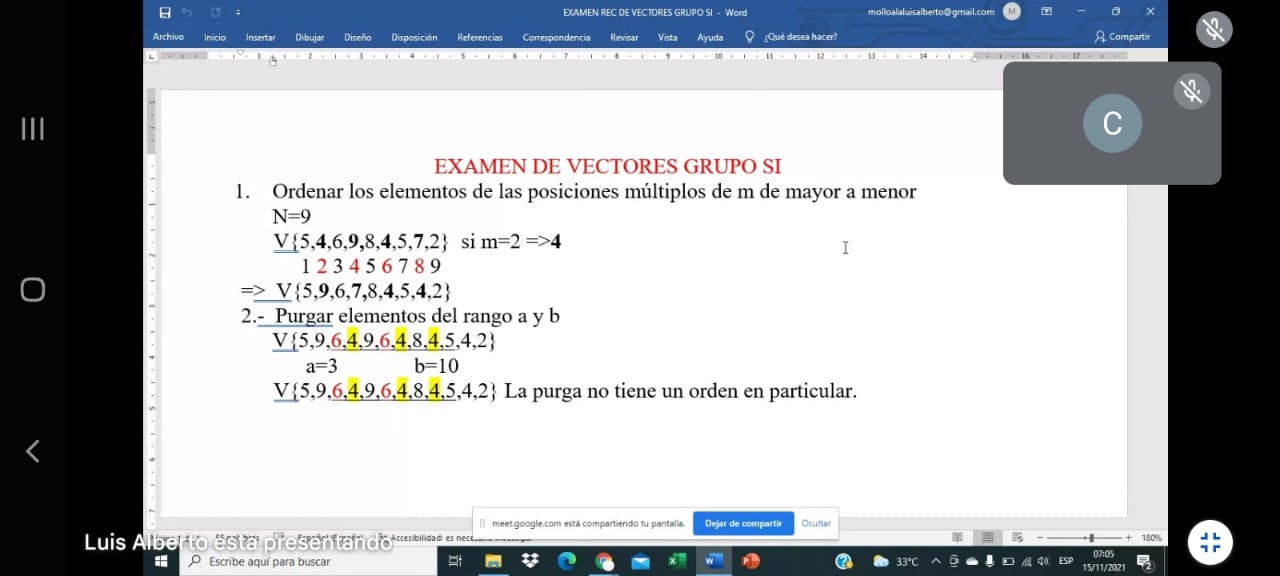 EXAMEN REC DE VECTORES GRUPO SI - Word
molloalaluisalberto@gmail.com M
Archivo Inicio Insertar Dibujar Diseño Disposición Referencias Correspondencia Revisar Vista Ayuda ¿Qué desea hacer? Compartir
C
EXAMEN DE VECTORES GRUPO SI
1. Ordenar los elementos de las posiciones múltiplos de m de mayor a menor
N=9
V{5,4,6,9,8,4,5,7,2} si m=2 =>4
1 2 3 4 5 6 7 8 9
=> V{5,9,6,7,8,4,5,4,2}
2.- Purgar elementos del rango a y b
V{5,9,6,4,9,6,4,8,4,5,4,2}
a=3 b=10
V{5,9,6,4,9,6,4,8,4,5,4,2} La purga no tiene un orden en particular.
meet.google.com está compartiendo tu pantalla. Dejar de compartir Ocultar
Luis Alberto está presentando
Accesibilidad: es
180%
Escribe aquí para buscar
33°C ESP 07:05
15/11/2021
2